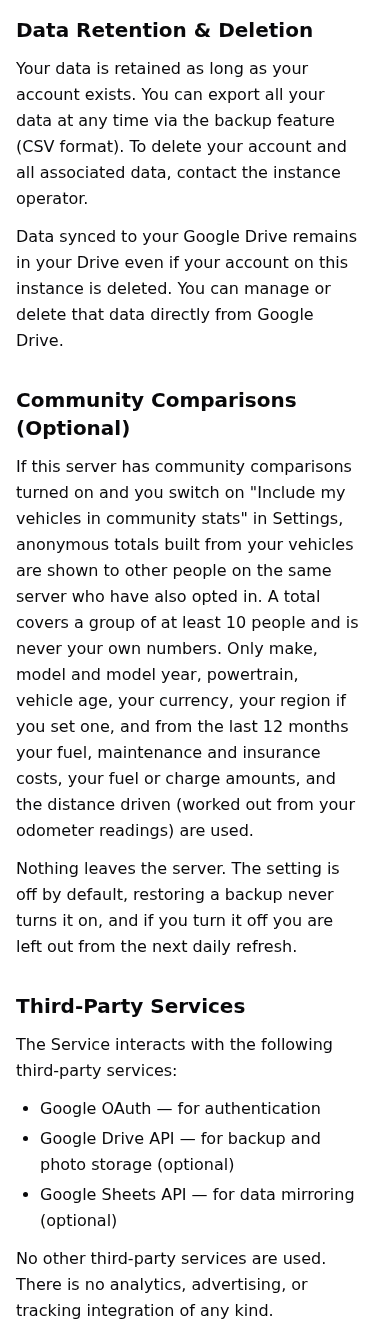 Data Retention & Deletion
Your data is retained as long as your
account exists. You can export all your
data at any time via the backup feature
(CSV format). To delete your account and
all associated data, contact the instance
operator.
Data synced to your Google Drive remains
in your Drive even if your account on this
instance is deleted. You can manage or
delete that data directly from Google
Drive.
Community Comparisons
(Optional)
If this server has community comparisons
turned on and you switch on "Include my
vehicles in community stats" in Settings,
anonymous totals built from your vehicles
are shown to other people on the same
server who have also opted in. A total
covers a group of at least 10 people and is
never your own numbers. Only make,
model and model year, powertrain,
vehicle age, your currency, your region if
you set one, and from the last 12 months
your fuel, maintenance and insurance
costs, your fuel or charge amounts, and
the distance driven (worked out from your
odometer readings) are used.
Nothing leaves the server. The setting is
off by default, restoring a backup never
turns it on, and if you turn it off you are
left out from the next daily refresh.
Third-Party Services
The Service interacts with the following
third-party services:
• Google OAuth — for authentication
• Google Drive API — for backup and
photo storage (optional)
• Google Sheets API — for data mirroring
(optional)
No other third-party services are used.
There is no analytics, advertising, or
tracking integration of any kind.